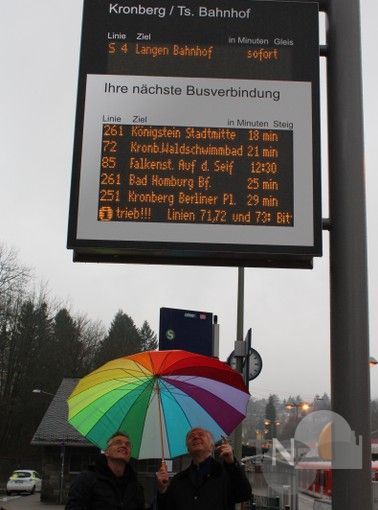 Kronberg / Ts. Bahnhof
Linie Ziel in Minuten Gleis
S 4 Langen Bahnhof sofort
Ihre nächste Busverbindung
Linie Ziel in Minuten Steig
261 Königstein Stadtmitte 18 min
72 Kronb.Waldschwimmbad 21 min
85 Falkenst. Auf d. Seif 12:30
261 Bad Homburg Bf. 25 min
251 Kronberg Berliner Pl. 29 min
trieb!!! Linien 71,72 und 73: Bit
S